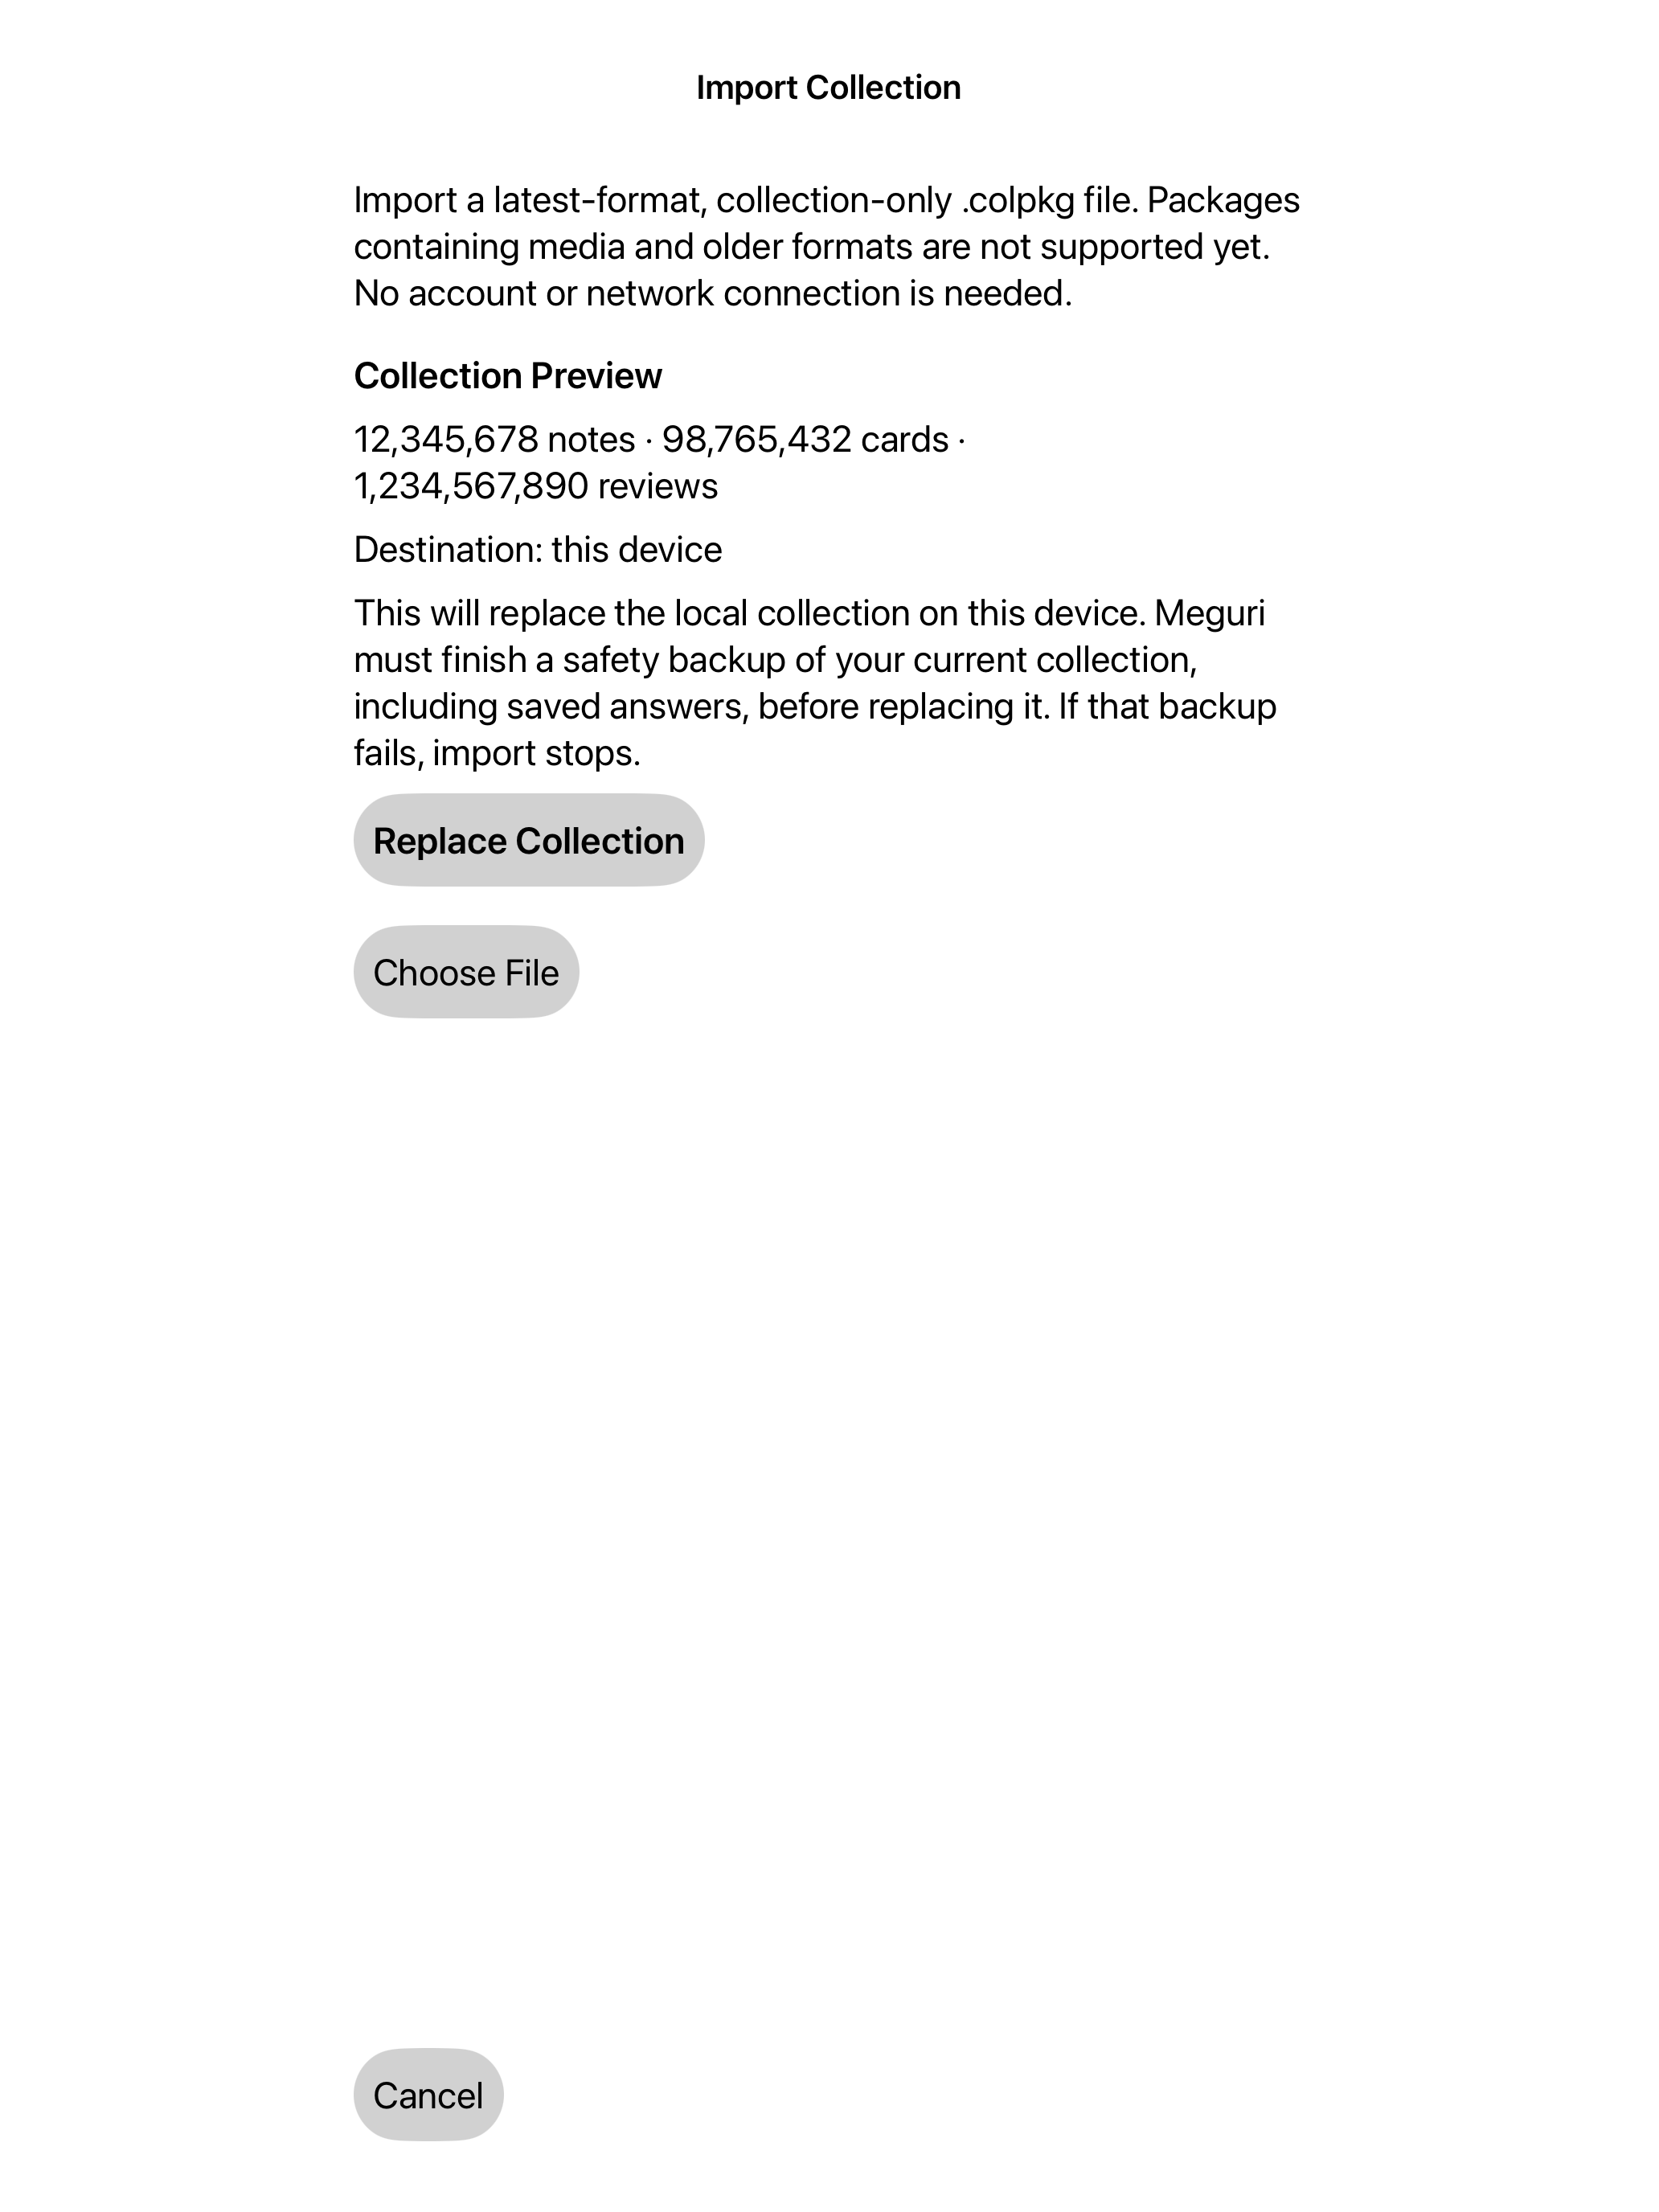 Import Collection
Import a latest-format, collection-only .colpkg file. Packages
containing media and older formats are not supported yet.
No account or network connection is needed.
Collection Preview
12,345,678 notes · 98,765,432 cards ·
1,234,567,890 reviews
Destination: this device
This will replace the local collection on this device. Meguri
must finish a safety backup of your current collection,
including saved answers, before replacing it. If that backup
fails, import stops.
Replace Collection
Choose File
Cancel